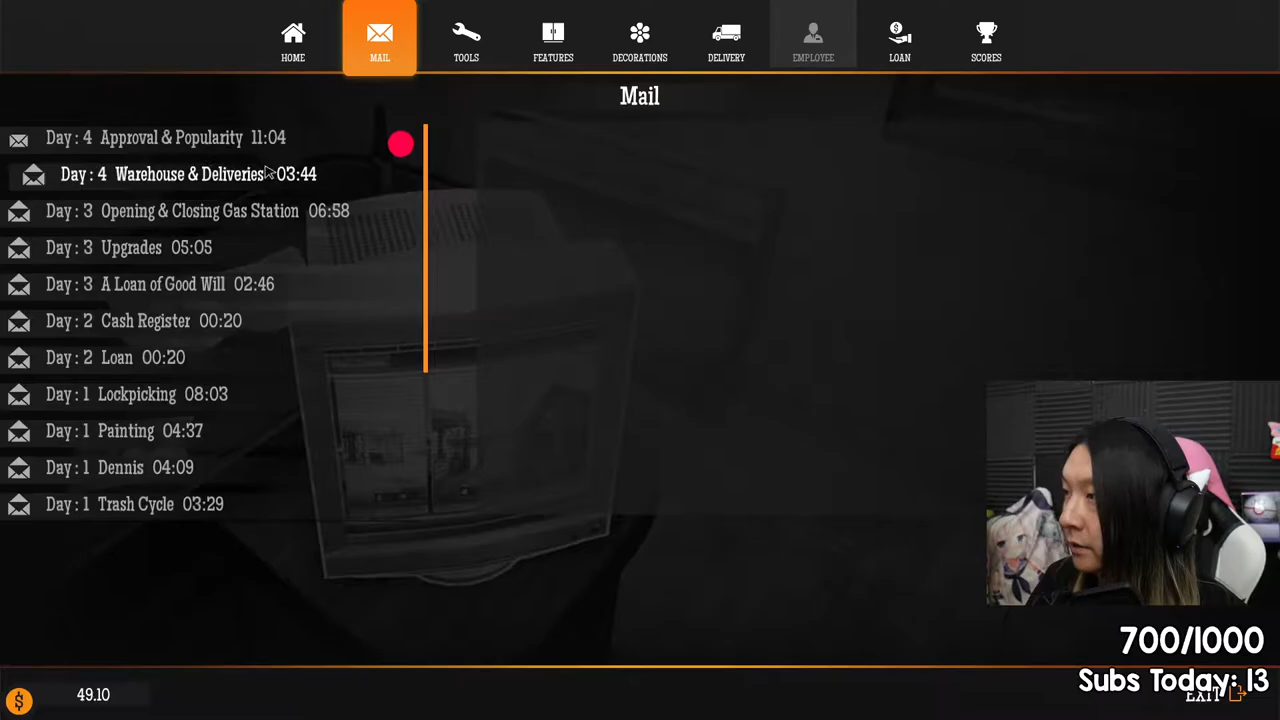 HOME
MAIL
TOOLS
FEATURES
DECORATIONS
DELIVERY
EMPLOYEE
LOAN
SCORES
Mail
Day : 4 Approval & Popularity 11:04
Day : 4 Warehouse & Deliveries 03:44
Day : 3 Opening & Closing Gas Station 06:58
Day : 3 Upgrades 05:05
Day : 3 A Loan of Good Will 02:46
Day : 2 Cash Register 00:20
Day : 2 Loan 00:20
Day : 1 Lockpicking 08:03
Day : 1 Painting 04:37
Day : 1 Dennis 04:09
Day : 1 Trash Cycle 03:29
700/1000
Subs Today: 13
$ 49.10
EXIT